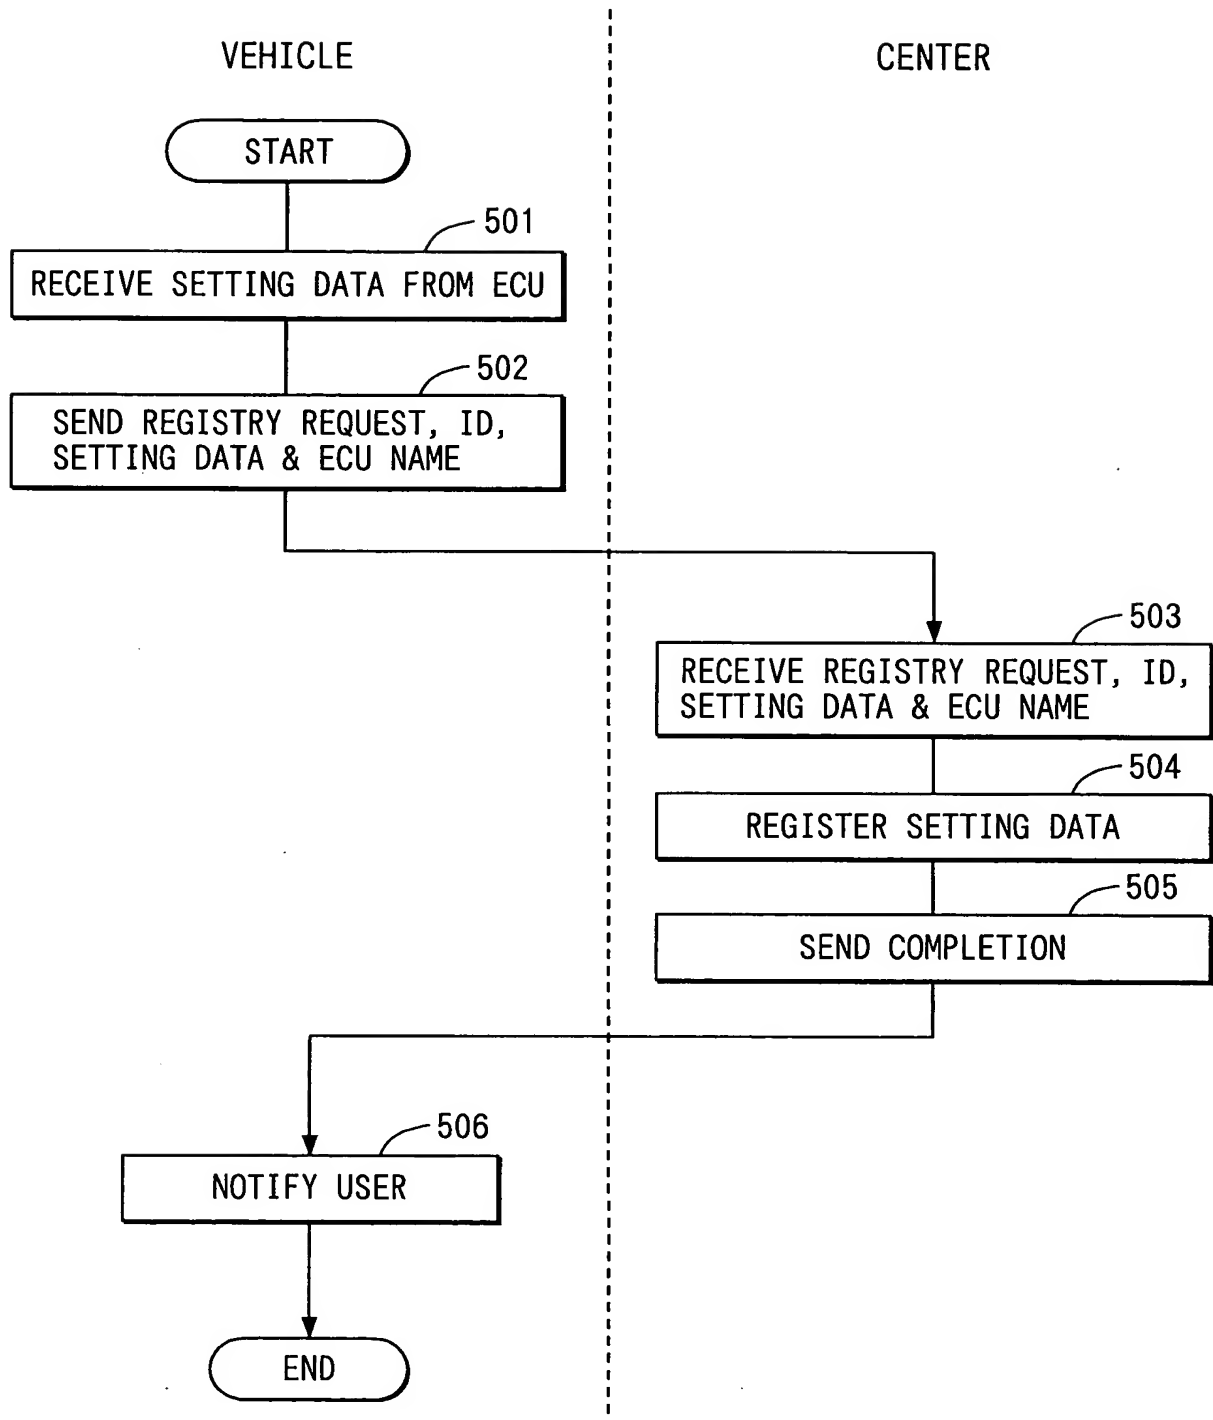 VEHICLE
CENTER
START
501
RECEIVE SETTING DATA FROM ECU
502
SEND REGISTRY REQUEST, ID,
SETTING DATA & ECU NAME
503
RECEIVE REGISTRY REQUEST, ID,
SETTING DATA & ECU NAME
504
REGISTER SETTING DATA
505
SEND COMPLETION
506
NOTIFY USER
END